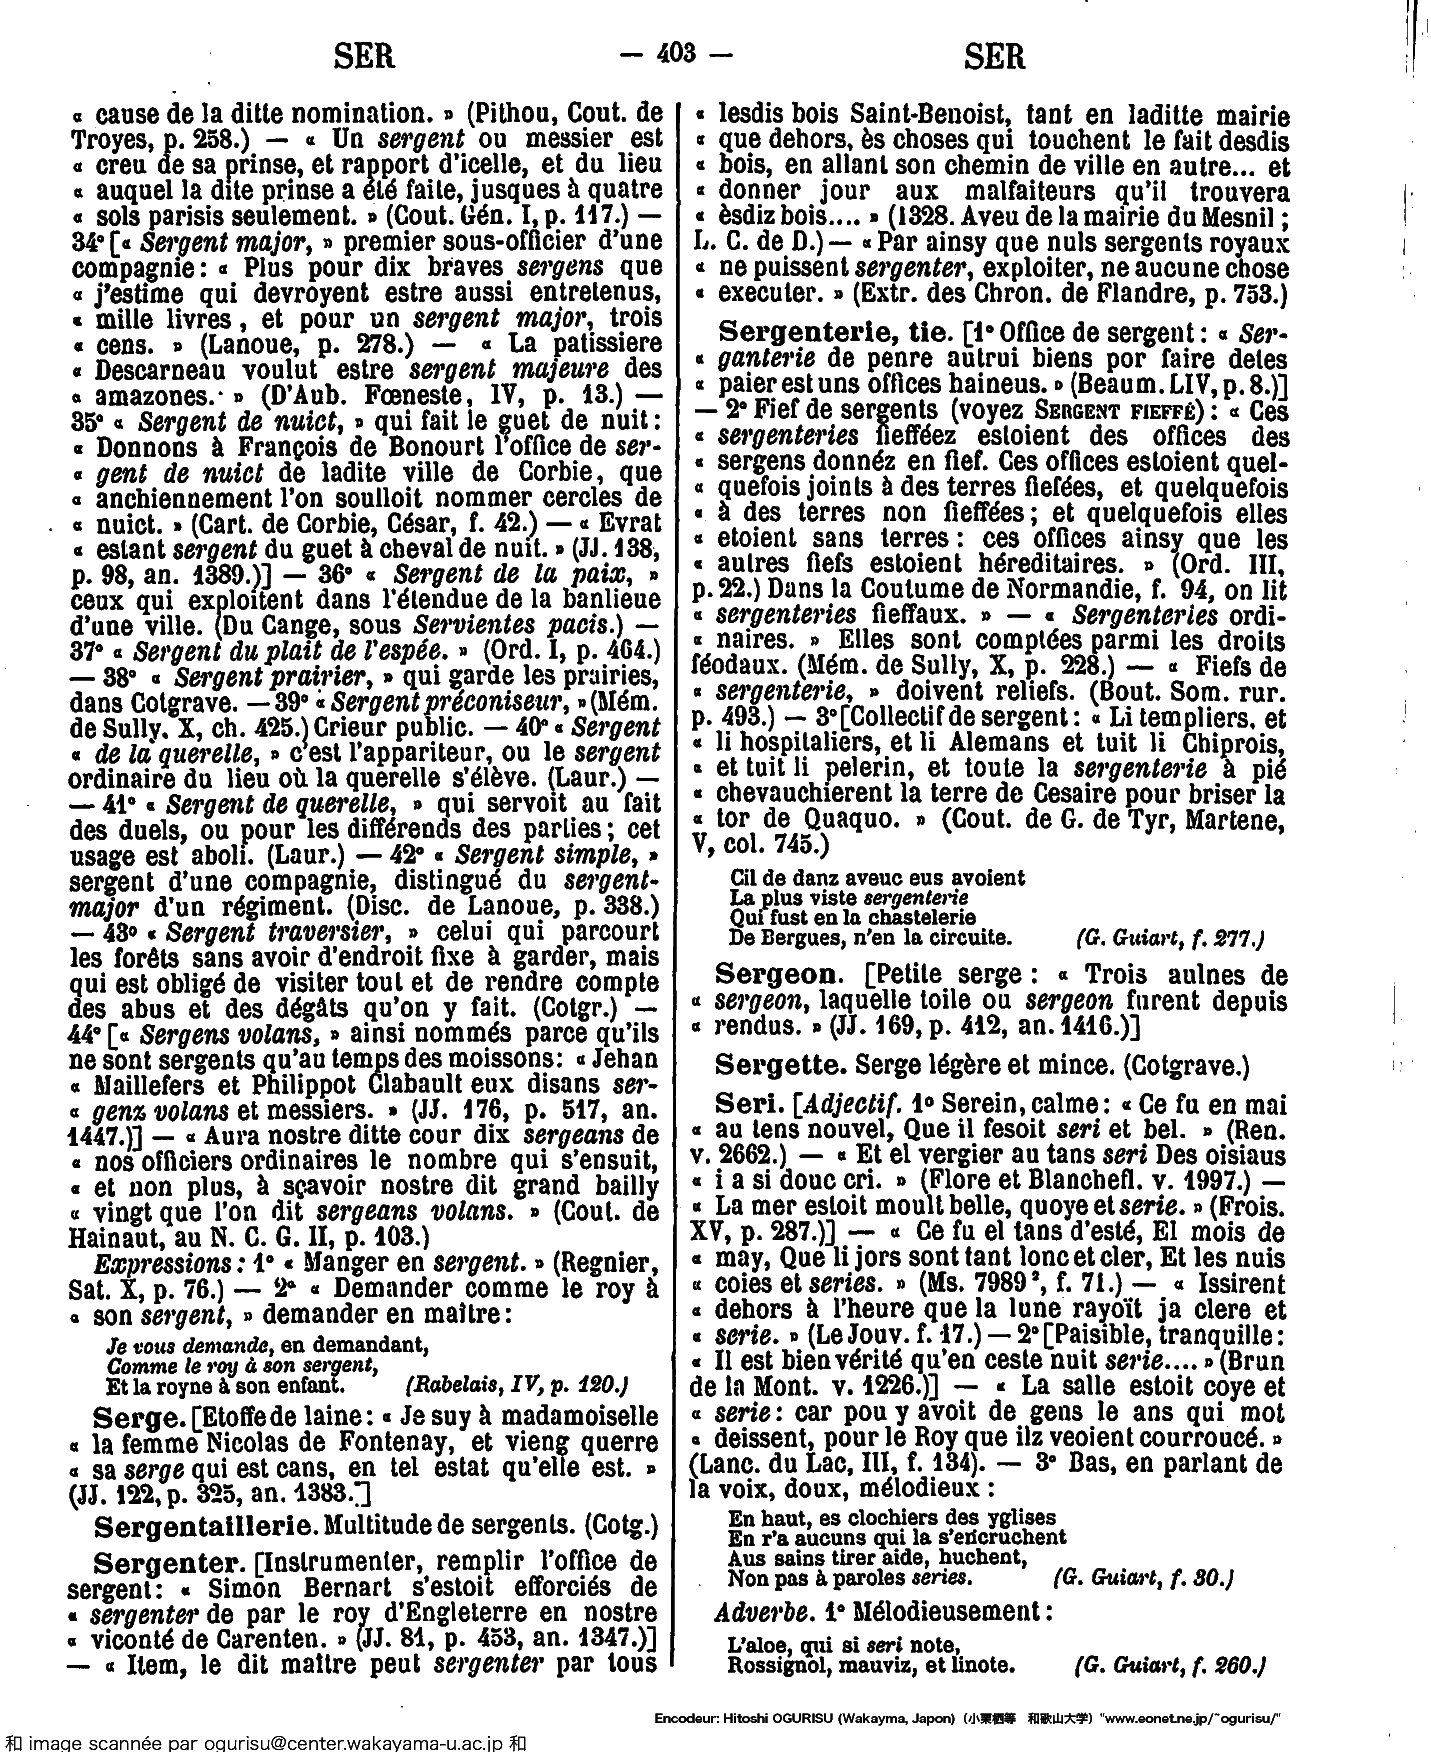 SER — 403 — SER
« cause de la ditte nomination. » (Pithou, Cout. de
Troyes, p. 258.) — « Un sergent ou messier est
« creu de sa prinse, et rapport d'icelle, et du lieu
« auquel la dite prinse a été faite, jusques à quatre
« sols parisis seulement. » (Cout. Gén. I, p. 117.) —
34° [« Sergent major, » premier sous-officier d'une
compagnie : « Plus pour dix braves sergens que
« j'estime qui devroyent estre aussi entretenus,
« mille livres, et pour un sergent major, trois
« cens. » (Lanoue, p. 278.) — « La patissiere
« Descarneau voulut estre sergent majeure des
« amazones. » (D'Aub. Fœneste, IV, p. 13.) —
35° « Sergent de nuict, » qui fait le guet de nuit :
« Donnons à François de Bonourt l'office de ser-
« gent de nuict de ladite ville de Corbie, que
« anchiennement l'on soulloit nommer cercles de
« nuict. » (Cart. de Corbie, César, f. 42.) — « Evrat
« estant sergent du guet à cheval de nuit. » (JJ. 138,
p. 98, an. 1389.)] — 36° « Sergent de la paix, »
ceux qui exploitent dans l'étendue de la banlieue
d'une ville. (Du Cange, sous Servientes pacis.) —
37° « Sergent du plait de l'espée. » (Ord. I, p. 464.)
— 38° « Sergent prairier, » qui garde les prairies,
dans Cotgrave. — 39° « Sergent préconiseur, » (Mém.
de Sully. X, ch. 425.) Crieur public. — 40° « Sergent
« de la querelle, » c'est l'appariteur, ou le sergent
ordinaire du lieu où la querelle s'élève. (Laur.) —
— 41° « Sergent de querelle, » qui servoit au fait
des duels, ou pour les différends des parties ; cet
usage est aboli. (Laur.) — 42° « Sergent simple, »
sergent d'une compagnie, distingué du sergent-
major d'un régiment. (Disc. de Lanoue, p. 338.)
— 43° « Sergent traversier, » celui qui parcourt
les forêts sans avoir d'endroit fixe à garder, mais
qui est obligé de visiter tout et de rendre compte
des abus et des dégâts qu'on y fait. (Cotgr.) —
44° [« Sergens volans, » ainsi nommés parce qu'ils
ne sont sergents qu'au temps des moissons : « Jehan
« Maillefers et Philippot Clabault eux disans ser-
« genz volans et messiers. » (JJ. 176, p. 517, an.
1447.)] — « Aura nostre ditte cour dix sergeans de
« nos officiers ordinaires le nombre qui s'ensuit,
« et non plus, à sçavoir nostre dit grand bailly
« vingt que l'on dit sergeans volans. » (Cout. de
Hainaut, au N. C. G. II, p. 103.)
Expressions : 1° « Manger en sergent. » (Regnier,
Sat. X, p. 76.) — 2° « Demander comme le roy à
« son sergent, » demander en maître :
Je vous demande, en demandant,
Comme le roy à son sergent,
Et la royne à son enfant. (Rabelais, IV, p. 120.)
Serge. [Etoffe de laine : « Je suy à madamoiselle
« la femme Nicolas de Fontenay, et vieng querre
« sa serge qui est cans, en tel estat qu'elle est. »
(JJ. 122, p. 325, an. 1383.]
Sergentaillerie. Multitude de sergents. (Cotg.)
Sergenter. [Instrumenter, remplir l'office de
sergent : « Simon Bernart s'estoit efforciés de
« sergenter de par le roy d'Engleterre en nostre
« viconté de Carenten. » (JJ. 81, p. 453, an. 1347.)]
— « Item, le dit maître peut sergenter par tous
« lesdis bois Saint-Benoist, tant en laditte mairie
« que dehors, ès choses qui touchent le fait desdis
« bois, en allant son chemin de ville en autre... et
« donner jour aux malfaiteurs qu'il trouvera
« èsdiz bois.... » (1328. Aveu de la mairie du Mesnil ;
L. C. de D.) — « Par ainsy que nuls sergents royaux
« ne puissent sergenter, exploiter, ne aucune chose
« executer. » (Extr. des Chron. de Flandre, p. 753.)
Sergenterie, tie. [1° Office de sergent : « Ser-
« ganterie de penre autrui biens por faire detes
« paier est uns offices haineus. » (Beaum. LIV, p. 8.)]
— 2° Fief de sergents (voyez SERGENT FIEFFÉ) : « Ces
« sergenteries fieffées estoient des offices des
« sergens donnéz en fief. Ces offices estoient quel-
« quefois joints à des terres fiefées, et quelquefois
« à des terres non fieffées ; et quelquefois elles
« etoient sans terres : ces offices ainsy que les
« autres fiefs estoient héreditaires. » (Ord. III,
p. 22.) Dans la Coutume de Normandie, f. 94, on lit
« sergenteries fieffaux. » — « Sergenteries ordi-
« naires. » Elles sont comptées parmi les droits
féodaux. (Mém. de Sully, X, p. 228.) — « Fiefs de
« sergenterie, » doivent reliefs. (Bout. Som. rur.
p. 493.) — 3° [Collectif de sergent : « Li templiers, et
« li hospitaliers, et li Alemans et tuit li Chiprois,
« et tuit li pelerin, et toute la sergenterie à pié
« chevauchierent la terre de Cesaire pour briser la
« tor de Quaquo. » (Cout. de G. de Tyr, Martene,
V, col. 745.)
Cil de danz aveuc eus avoient
La plus viste sergenterie
Qui fust en la chastelerie
De Bergues, n'en la circuite. (G. Guiart, f. 277.)
Sergeon. [Petite serge : « Trois aulnes de
« sergeon, laquelle toile ou sergeon furent depuis
« rendus. » (JJ. 169, p. 412, an. 1416.)]
Sergette. Serge légère et mince. (Cotgrave.)
Seri. [Adjectif. 1° Serein, calme : « Ce fu en mai
« au tens nouvel, Que il fesoit seri et bel. » (Ren.
v. 2662.) — « Et el vergier au tans seri Des oisiaus
« i a si douc cri. » (Flore et Blanchefl. v. 1997.) —
« La mer estoit moult belle, quoye et serie. » (Frois.
XV, p. 287.)] — « Ce fu el tans d'esté, El mois de
« may, Que li jors sont tant lonc et cler, Et les nuis
« coies et series. » (Ms. 7989 ², f. 71.) — « Issirent
« dehors à l'heure que la lune rayoït ja clere et
« serie. » (Le Jouv. f. 17.) — 2° [Paisible, tranquille :
« Il est bien vérité qu'en ceste nuit serie.... » (Brun
de la Mont. v. 1226.)] — « La salle estoit coye et
« serie : car pou y avoit de gens le ans qui mot
« deissent, pour le Roy que ilz veoient courroucé. »
(Lanc. du Lac, III, f. 134). — 3° Bas, en parlant de
la voix, doux, mélodieux :
En haut, es clochiers des yglises
En r'a aucuns qui la s'encruchent
Aus sains tirer aide, huchent,
Non pas à paroles series. (G. Guiart, f. 30.)
Adverbe. 1° Mélodieusement :
L'aloe, qui si seri note,
Rossignol, mauviz, et linote. (G. Guiart, f. 260.)
Encodeur: Hitoshi OGURISU (Wakayma, Japon) (小栗栖等 和歌山大学) "www.eonet.ne.jp/~ogurisu/"
和 image scannée par ogurisu@center.wakayama-u.ac.jp 和